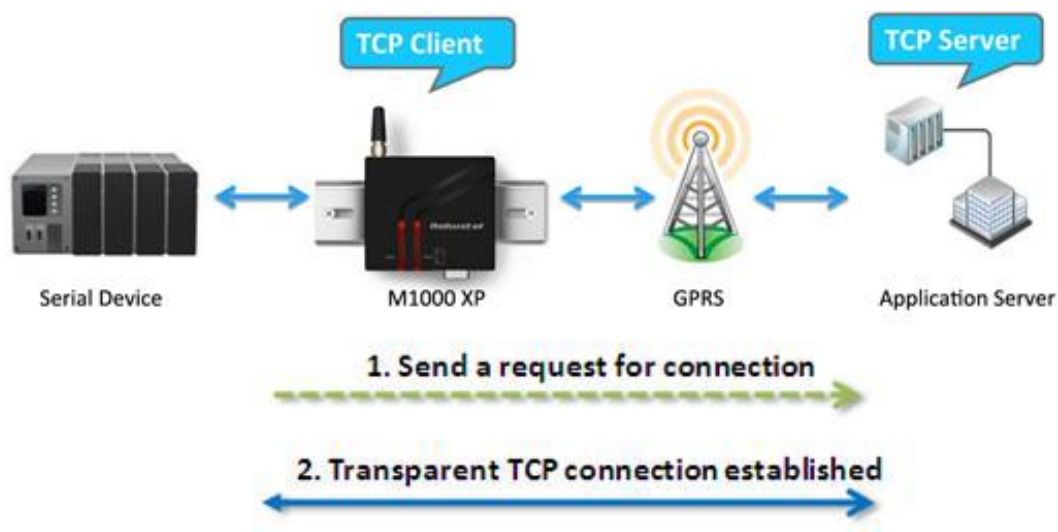 TCP Client
TCP Server
Robustel
Serial Device
M1000 XP
GPRS
Application Server
1. Send a request for connection
2. Transparent TCP connection established